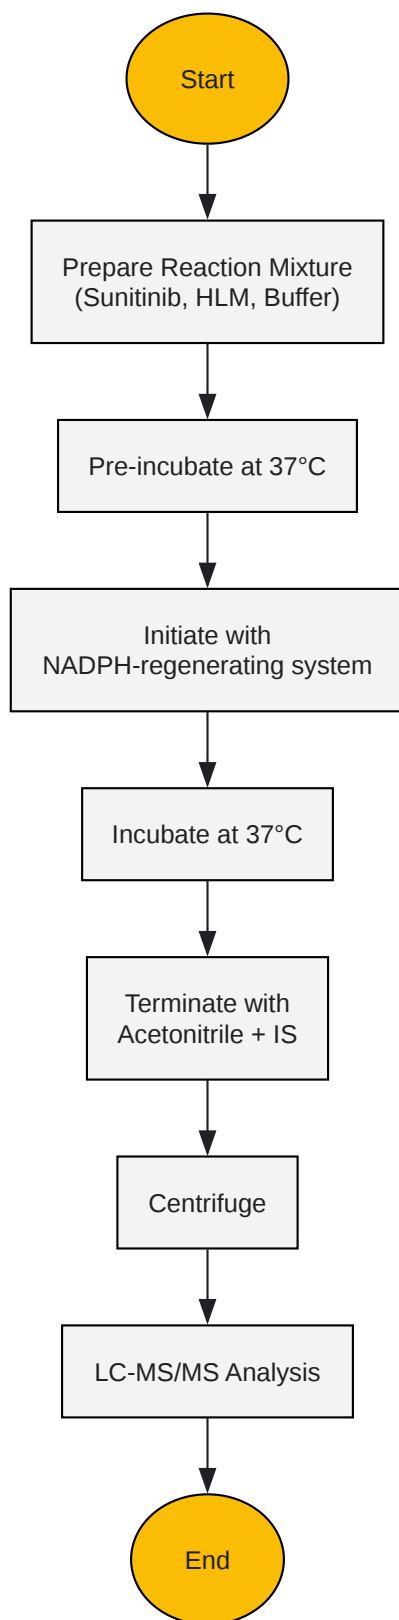 Start
Prepare Reaction Mixture
(Sunitinib, HLM, Buffer)
Pre-incubate at 37°C
Initiate with
NADPH-regenerating system
Incubate at 37°C
Terminate with
Acetonitrile + IS
Centrifuge
LC-MS/MS Analysis
End